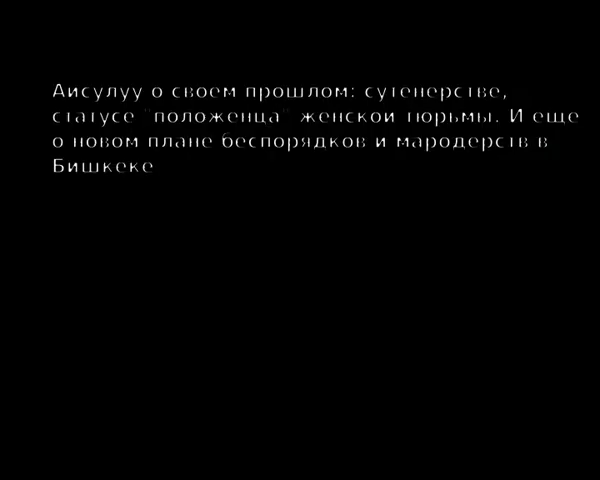 Аисулуу о своем прошлом: сутенерстве,
статусе "положенца" женской тюрьмы. И еще
о новом плане беспорядков и мародерств в
Бишкеке